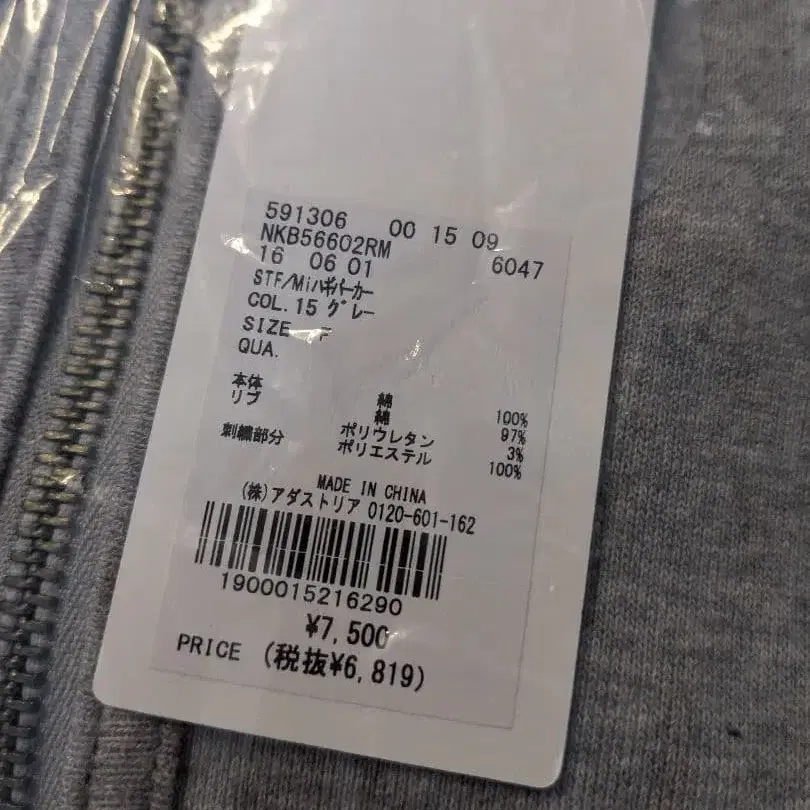 591306 00 15 09
NKB56602RM 6047
16 06 01
STF/Miハギパーカー
COL.15 グレー
SIZE F
QUA.
本体 綿 100%
リブ 綿 97%
ポリウレタン 3%
刺繍部分 ポリエステル 100%
MADE IN CHINA
(株)アダストリア 0120-601-162
1900015216290
¥7,500
PRICE (税抜¥6,819)